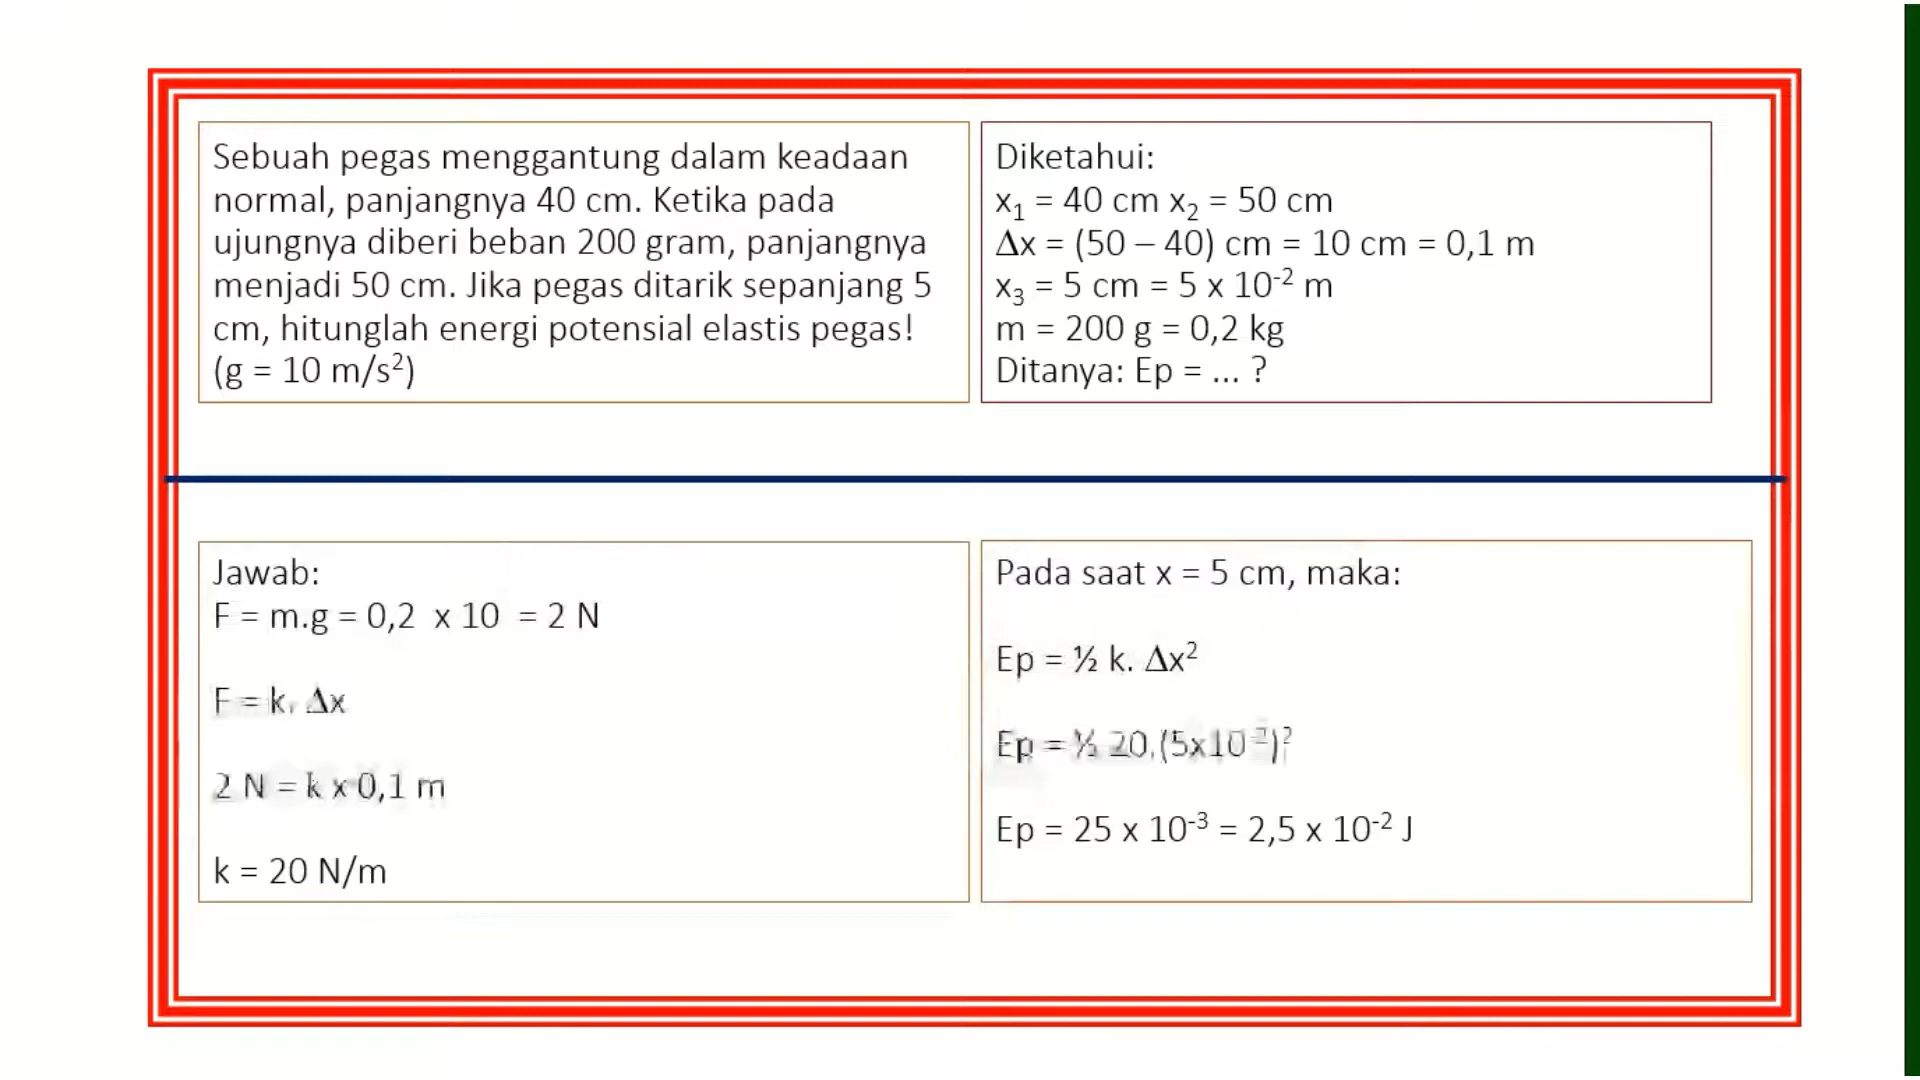 Sebuah pegas menggantung dalam keadaan
normal, panjangnya 40 cm. Ketika pada
ujungnya diberi beban 200 gram, panjangnya
menjadi 50 cm. Jika pegas ditarik sepanjang 5
cm, hitunglah energi potensial elastis pegas!
(g = 10 m/s²)
Diketahui:
x₁ = 40 cm x₂ = 50 cm
Δx = (50 – 40) cm = 10 cm = 0,1 m
x₃ = 5 cm = 5 x 10⁻² m
m = 200 g = 0,2 kg
Ditanya: Ep = ... ?
Jawab:
F = m.g = 0,2 x 10 = 2 N
F = k. Δx
2 N = k x 0,1 m
k = 20 N/m
Pada saat x = 5 cm, maka:
Ep = ½ k. Δx²
Ep = ½ 20.(5x10⁻²)²
Ep = 25 x 10⁻³ = 2,5 x 10⁻² J